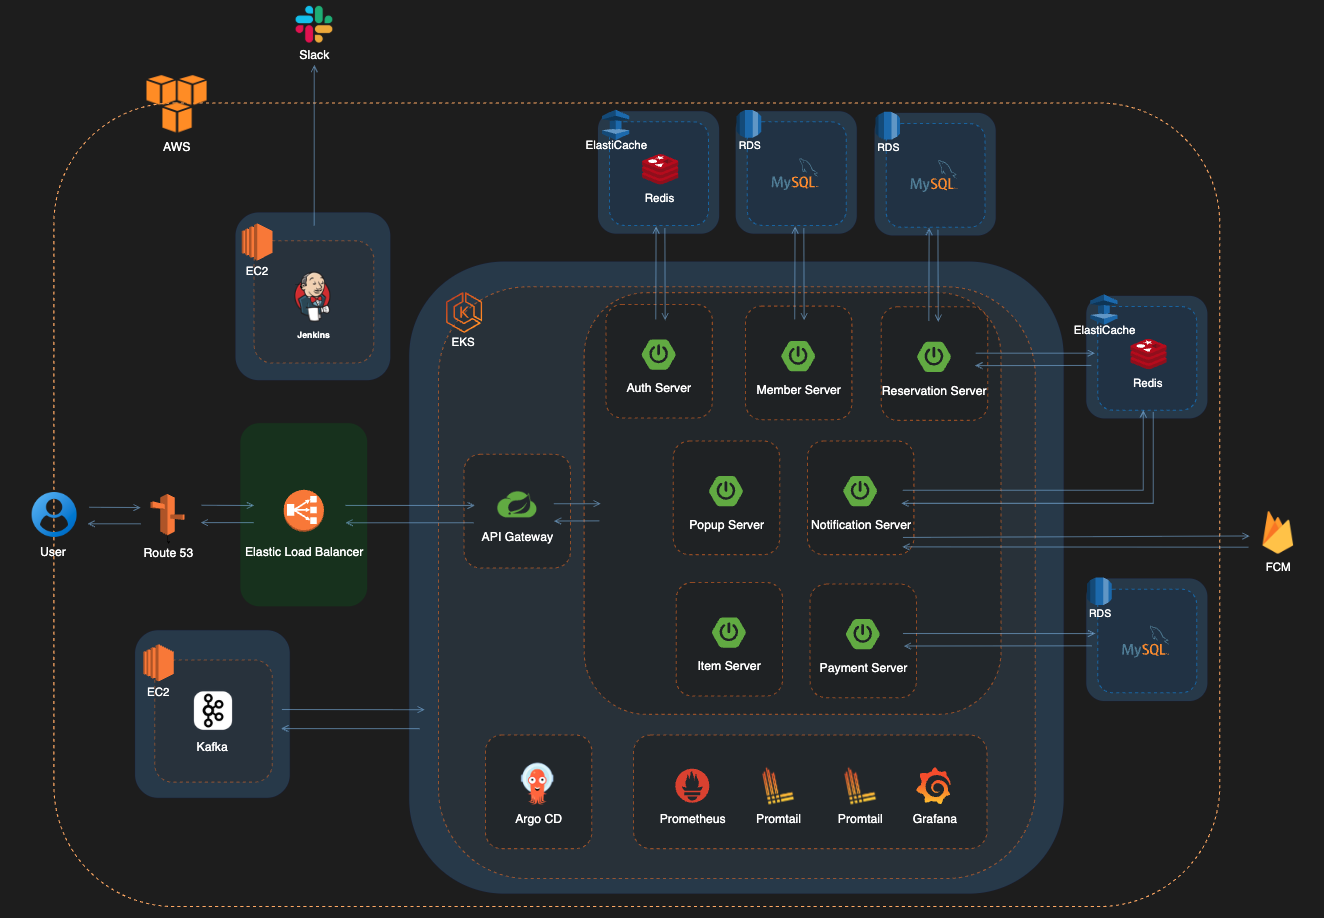 Slack
AWS
EC2
Jenkins
ElastiCache
Redis
RDS
MySQL
RDS
MySQL
EKS
Auth Server
Member Server
Reservation Server
ElastiCache
Redis
User
Route 53
Elastic Load Balancer
API Gateway
Popup Server
Notification Server
FCM
Item Server
Payment Server
RDS
MySQL
EC2
Kafka
Argo CD
Prometheus
Promtail
Promtail
Grafana